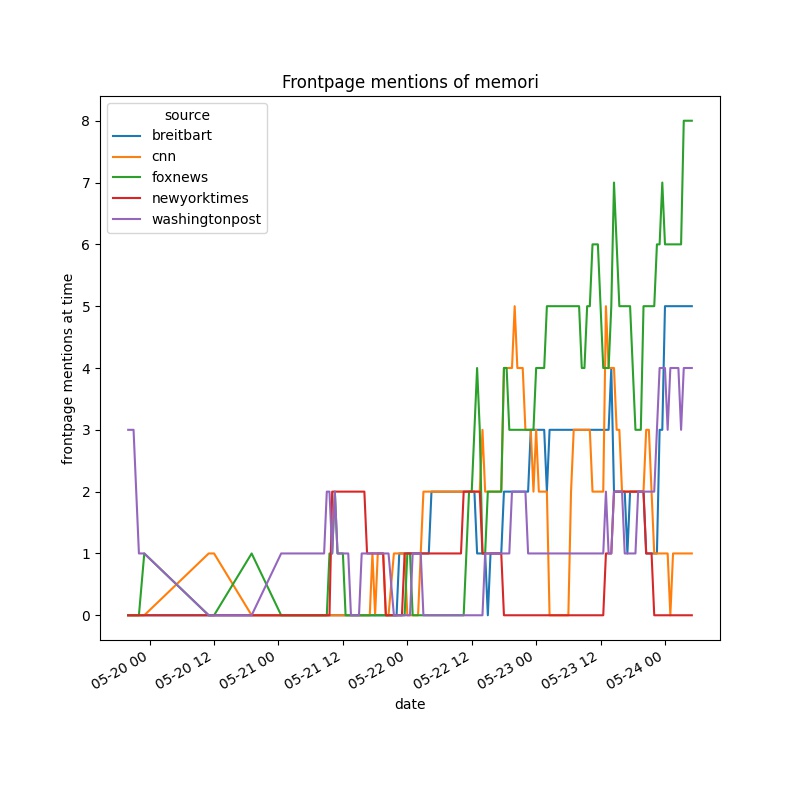 Frontpage mentions of memori
source
breitbart
cnn
foxnews
newyorktimes
washingtonpost
frontpage mentions at time
8
7
6
5
4
3
2
1
0
05-20 00
05-20 12
05-21 00
05-21 12
05-22 00
05-22 12
05-23 00
05-23 12
05-24 00
date